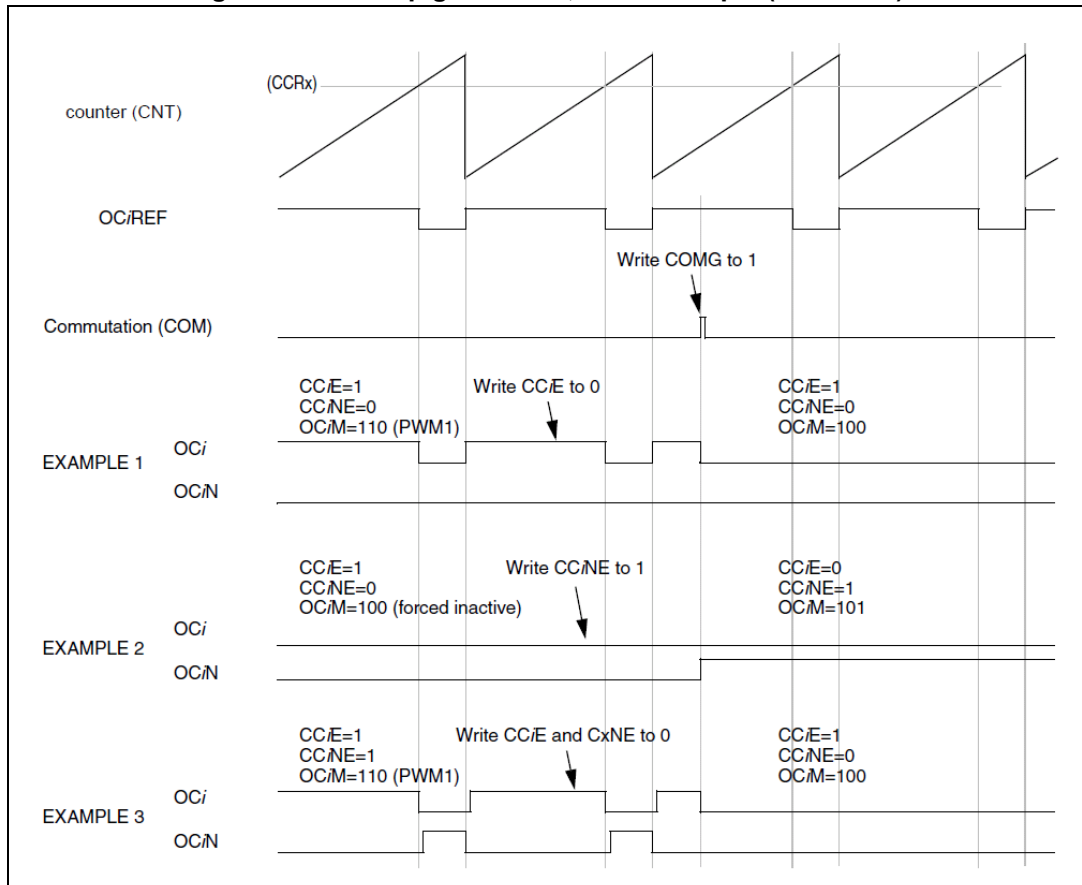 (CCRx)
counter (CNT)
OCiREF
Write COMG to 1
Commutation (COM)
CCiE=1
CCiNE=0
OCiM=110 (PWM1)
Write CCiE to 0
CCiE=1
CCiNE=0
OCiM=100
EXAMPLE 1
OCi
OCiN
CCiE=1
CCiNE=0
OCiM=100 (forced inactive)
Write CCiNE to 1
CCiE=0
CCiNE=1
OCiM=101
EXAMPLE 2
OCi
OCiN
CCiE=1
CCiNE=1
OCiM=110 (PWM1)
Write CCiE and CxNE to 0
CCiE=1
CCiNE=0
OCiM=100
EXAMPLE 3
OCi
OCiN